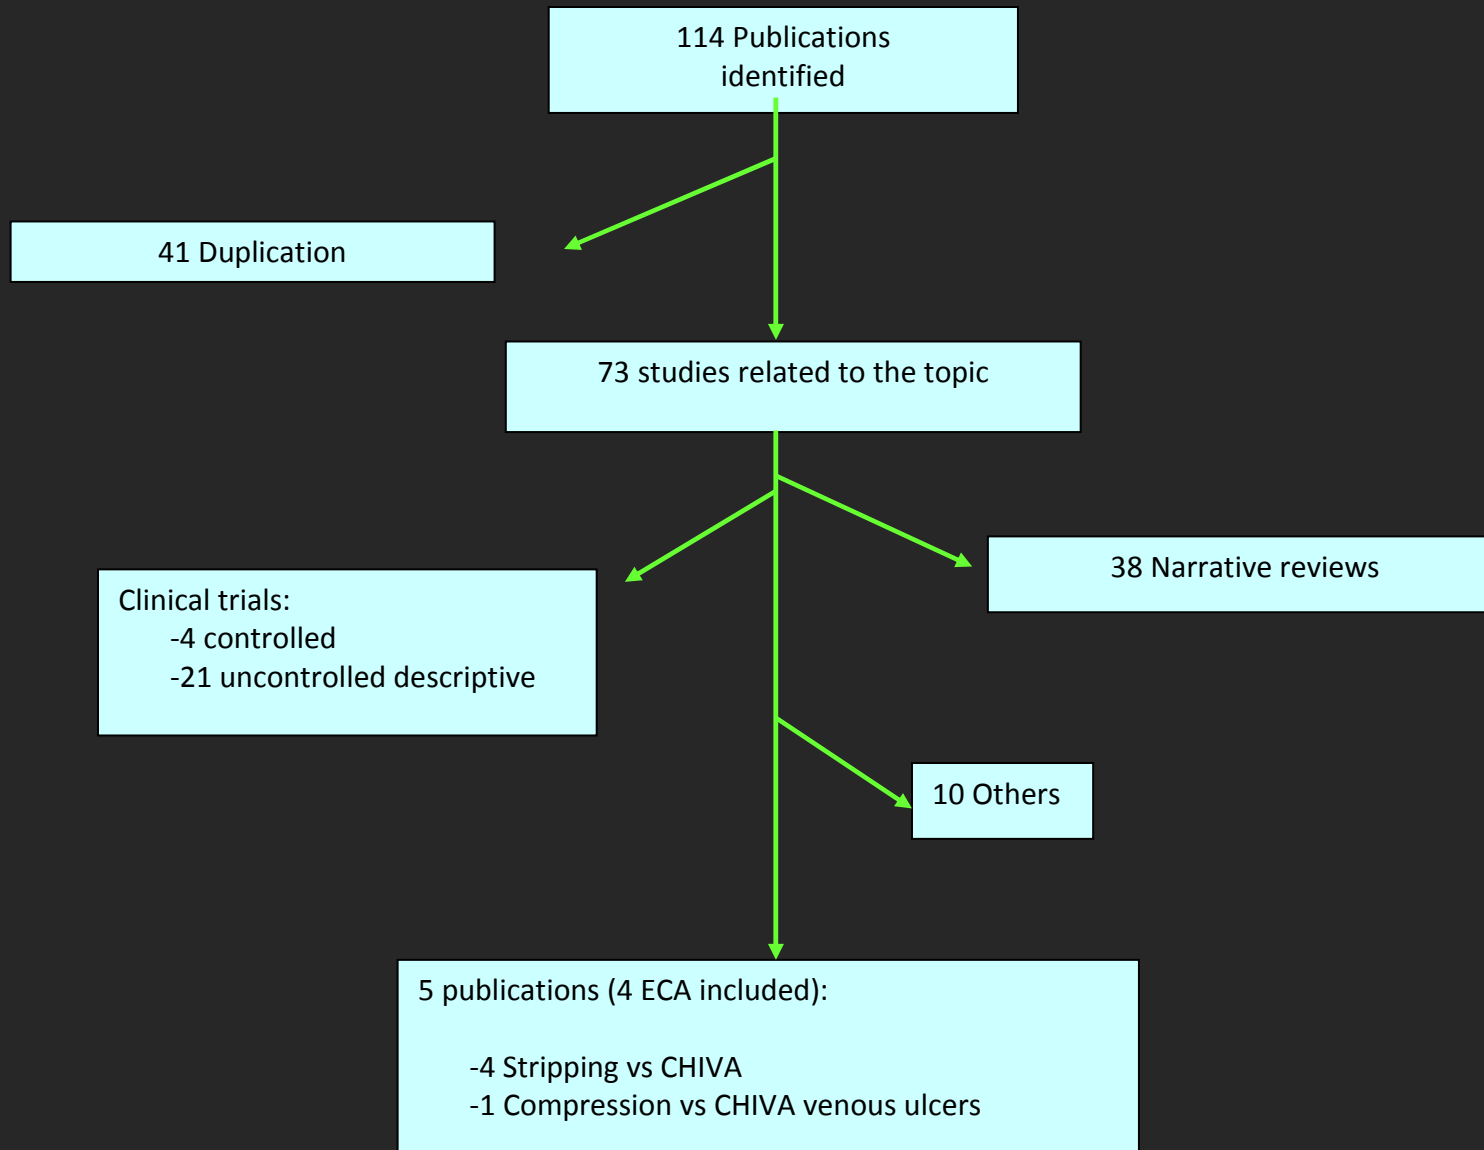 114 Publications
identified
41 Duplication
73 studies related to the topic
38 Narrative reviews
Clinical trials:
-4 controlled
-21 uncontrolled descriptive
10 Others
5 publications (4 ECA included):
-4 Stripping vs CHIVA
-1 Compression vs CHIVA venous ulcers